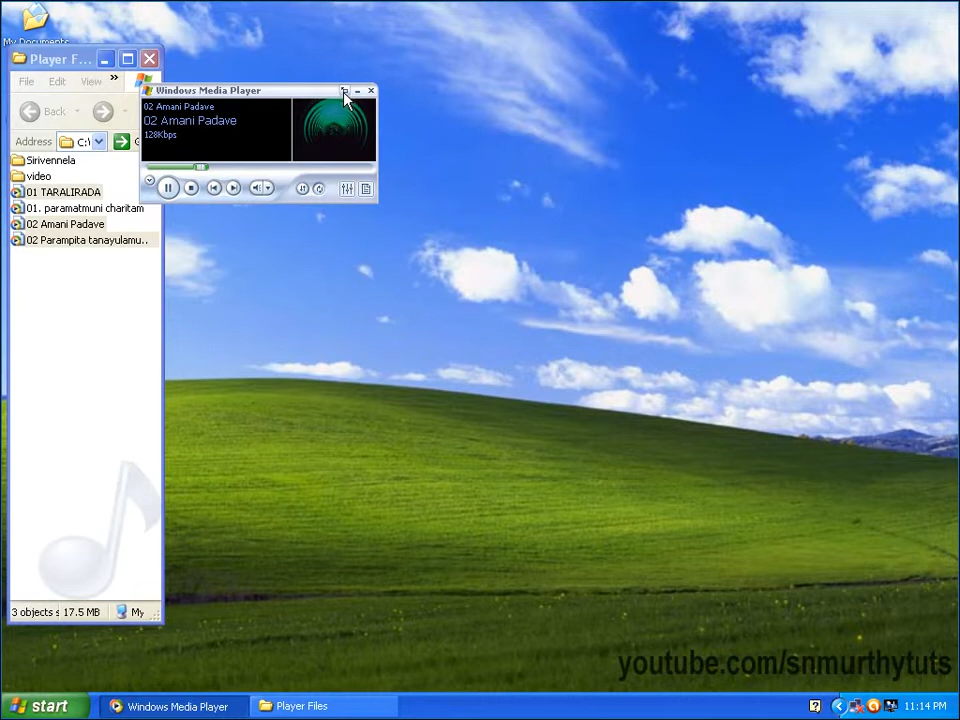 My Documents
Player F...
File Edit View »
Back
Address C:\
Sirivennela
video
01 TARALIRADA
01. paramatmuni charitam
02 Amani Padave
02 Parampita tanayulamu..
3 objects s 17.5 MB My
Windows Media Player
02 Amani Padave
02 Amani Padave
128Kbps
youtube.com/snmurthytuts
start Windows Media Player Player Files 11:14 PM